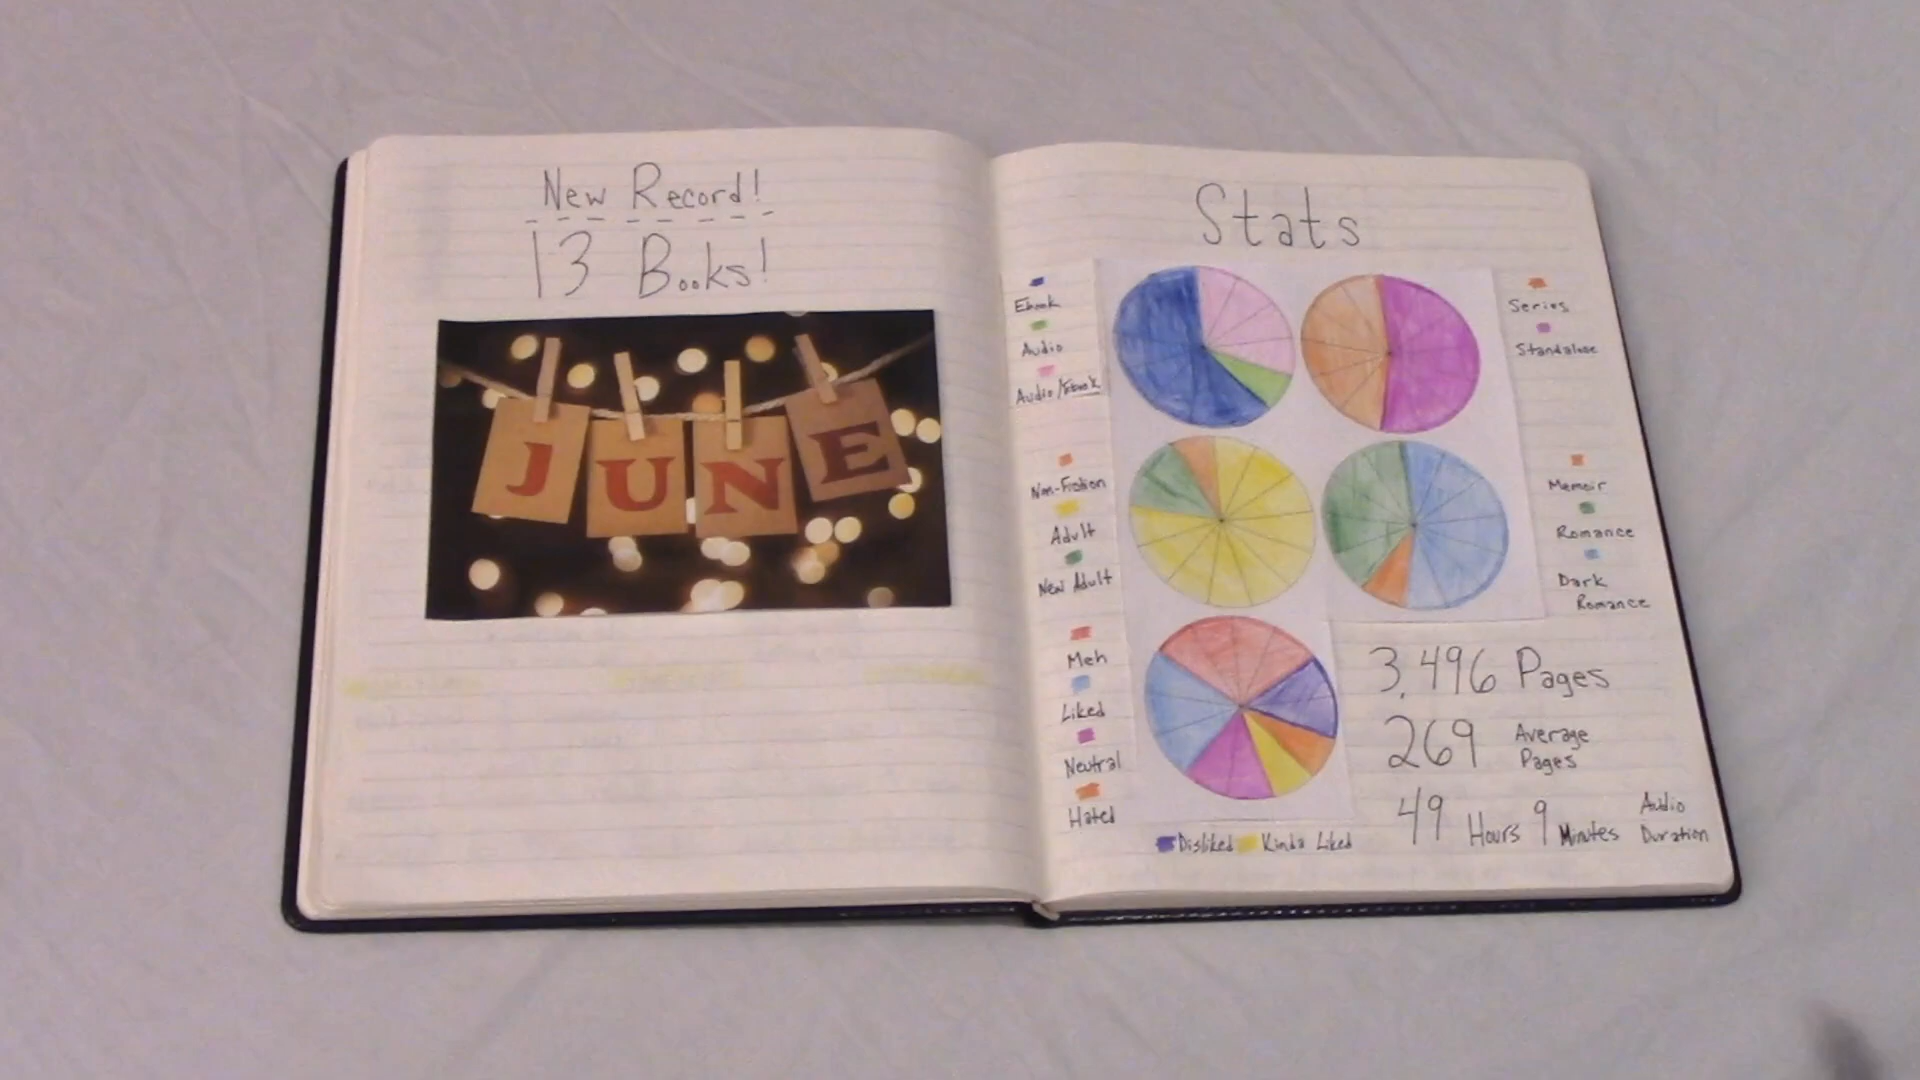 New Record!
13 Books!
JUNE
Stats
Ebook
Audio
Audio/Ebook
Series
Standalone
Non-Fiction
Adult
New Adult
Memoir
Romance
Dark
Romance
Meh
Liked
Neutral
Hated
Disliked Kinda Liked
3,496 Pages
269 Average
Pages
49 Hours 9 Minutes Audio
Duration